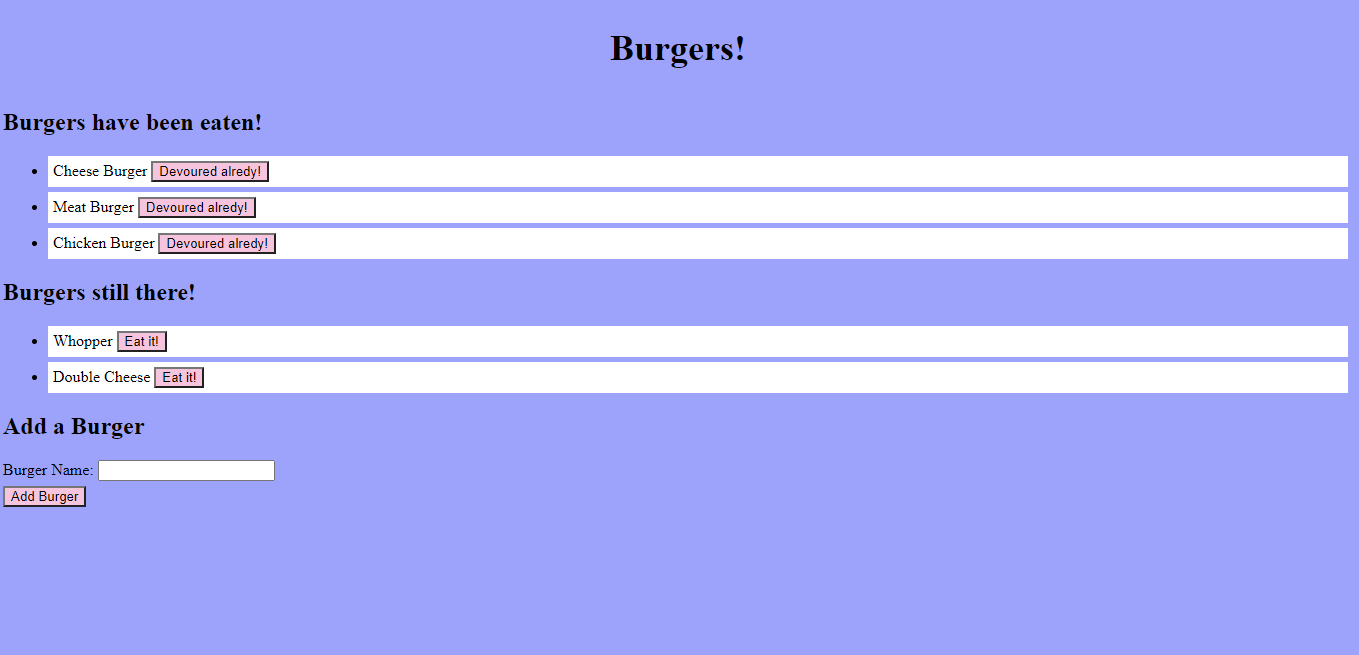 Burgers!
Burgers have been eaten!
Cheese Burger Devoured alredy!
Meat Burger Devoured alredy!
Chicken Burger Devoured alredy!
Burgers still there!
Whopper Eat it!
Double Cheese Eat it!
Add a Burger
Burger Name:
Add Burger